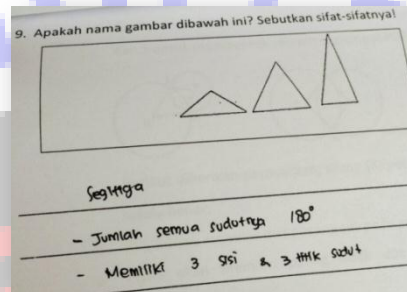 9. Apakah nama gambar dibawah ini? Sebutkan sifat-sifatnya!
Segitiga
- Jumlah semua sudutnya 180°
- Memiliki 3 sisi & 3 titik sudut